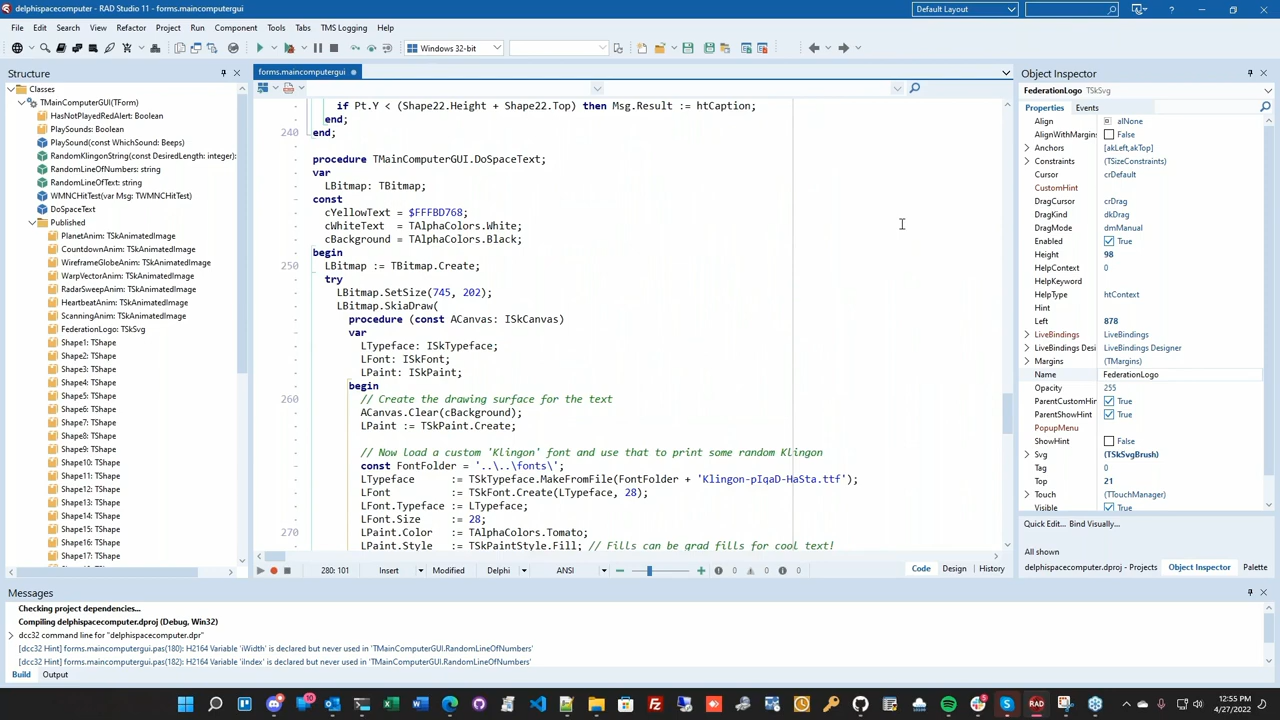 delphispacecomputer - RAD Studio 11 - forms.maincomputergui
Default Layout
File Edit Search View Refactor Project Run Component Tools Tabs TMS Logging Help
Windows 32-bit
Structure
Classes
TMainComputerGUI(TForm)
HasNotPlayedRedAlert: Boolean
PlaySounds: Boolean
PlaySound(const WhichSound: Beeps)
RandomKlingonString(const DesiredLength: integer):
RandomLineOfNumbers: string
RandomLineOfText: string
WMNCHitTest(var Msg: TWMNCHitTest)
DoSpaceText
Published
PlanetAnim: TSkAnimatedImage
CountdownAnim: TSkAnimatedImage
WireframeGlobeAnim: TSkAnimatedImage
WarpVectorAnim: TSkAnimatedImage
RadarSweepAnim: TSkAnimatedImage
HeartbeatAnim: TSkAnimatedImage
ScanningAnim: TSkAnimatedImage
FederationLogo: TSkSvg
Shape1: TShape
Shape2: TShape
Shape3: TShape
Shape4: TShape
Shape5: TShape
Shape6: TShape
Shape7: TShape
Shape8: TShape
Shape9: TShape
Shape10: TShape
Shape11: TShape
Shape12: TShape
Shape13: TShape
Shape14: TShape
Shape15: TShape
Shape16: TShape
Shape17: TShape
forms.maincomputergui
if Pt.Y < (Shape22.Height + Shape22.Top) then Msg.Result := htCaption;
end;
240 end;
procedure TMainComputerGUI.DoSpaceText;
var
LBitmap: TBitmap;
const
cYellowText = $FFFBD768;
cWhiteText = TAlphaColors.White;
cBackground = TAlphaColors.Black;
begin
250 LBitmap := TBitmap.Create;
try
LBitmap.SetSize(745, 202);
LBitmap.SkiaDraw(
procedure (const ACanvas: ISkCanvas)
var
LTypeface: ISkTypeface;
LFont: ISkFont;
LPaint: ISkPaint;
begin
260 // Create the drawing surface for the text
ACanvas.Clear(cBackground);
LPaint := TSkPaint.Create;
// Now load a custom 'Klingon' font and use that to print some random Klingon
const FontFolder = '..\..\fonts\';
LTypeface := TSkTypeface.MakeFromFile(FontFolder + 'Klingon-pIqaD-HaSta.ttf');
LFont := TSkFont.Create(LTypeface, 28);
LFont.Typeface := LTypeface;
LFont.Size := 28;
270 LPaint.Color := TAlphaColors.Tomato;
LPaint.Style := TSkPaintStyle.Fill; // Fills can be grad fills for cool text!
280: 101 Insert Modified Delphi ANSI 0 0 0 Code Design History
Object Inspector
FederationLogo TSkSvg
Properties Events
Align alNone
AlignWithMargins False
Anchors [akLeft,akTop]
Constraints (TSizeConstraints)
Cursor crDefault
CustomHint
DragCursor crDrag
DragKind dkDrag
DragMode dmManual
Enabled True
Height 98
HelpContext 0
HelpKeyword
HelpType htContext
Hint
Left 878
LiveBindings LiveBindings
LiveBindings Desi LiveBindings Designer
Margins (TMargins)
Name FederationLogo
Opacity 255
ParentCustomHint True
ParentShowHint True
PopupMenu
ShowHint False
Svg (TSkSvgBrush)
Tag 0
Top 21
Touch (TTouchManager)
Visible True
Quick Edit... Bind Visually...
All shown
delphispacecomputer.dproj - Projects Object Inspector Palette
Messages
Checking project dependencies...
Compiling delphispacecomputer.dproj (Debug, Win32)
dcc32 command line for "delphispacecomputer.dpr"
[dcc32 Hint] forms.maincomputergui.pas(180): H2164 Variable 'iWidth' is declared but never used in 'TMainComputerGUI.RandomLineOfNumbers'
[dcc32 Hint] forms.maincomputergui.pas(182): H2164 Variable 'iIndex' is declared but never used in 'TMainComputerGUI.RandomLineOfNumbers'
Build Output
12:55 PM
4/27/2022